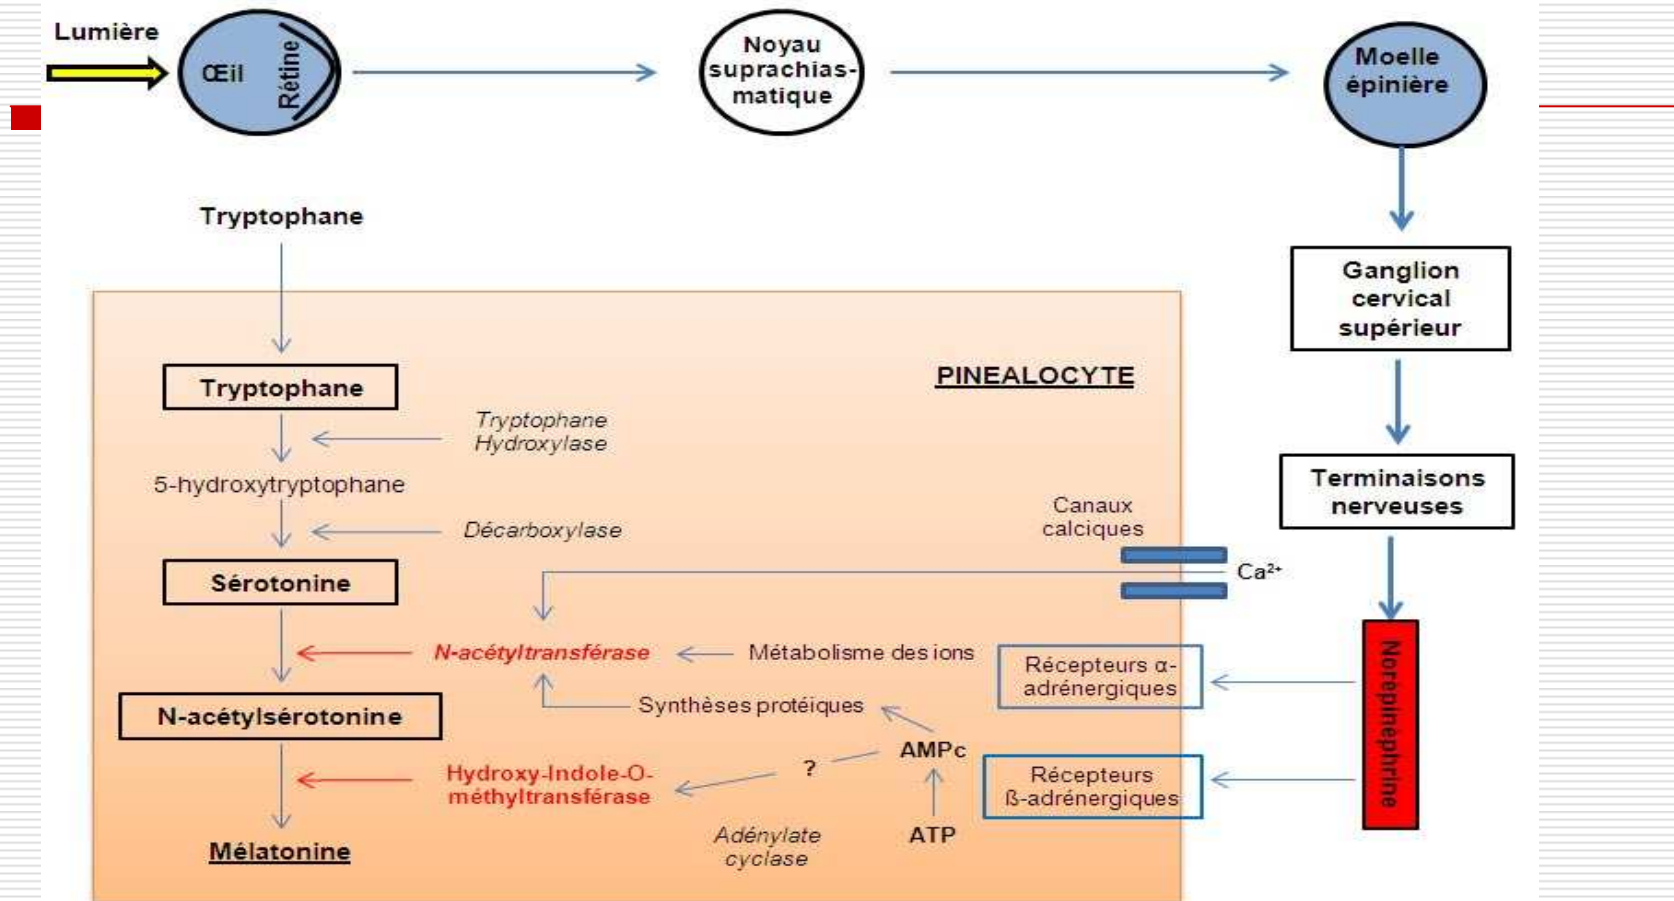 Lumière
Œil
Rétine
Noyau
suprachias-
matique
Moelle
épinière
Tryptophane
Ganglion
cervical
supérieur
PINEALOCYTE
Tryptophane
Tryptophane
Hydroxylase
5-hydroxytryptophane
Terminaisons
nerveuses
Canaux
calciques
Décarboxylase
Ca²⁺
Sérotonine
N-acétyltransférase
Métabolisme des ions
Récepteurs α-
adrénergiques
Norépinéphrine
Synthèses protéiques
N-acétylsérotonine
AMPc
?
Hydroxy-Indole-O-
méthyltransférase
Récepteurs
ß-adrénergiques
Adénylate
cyclase
ATP
Mélatonine